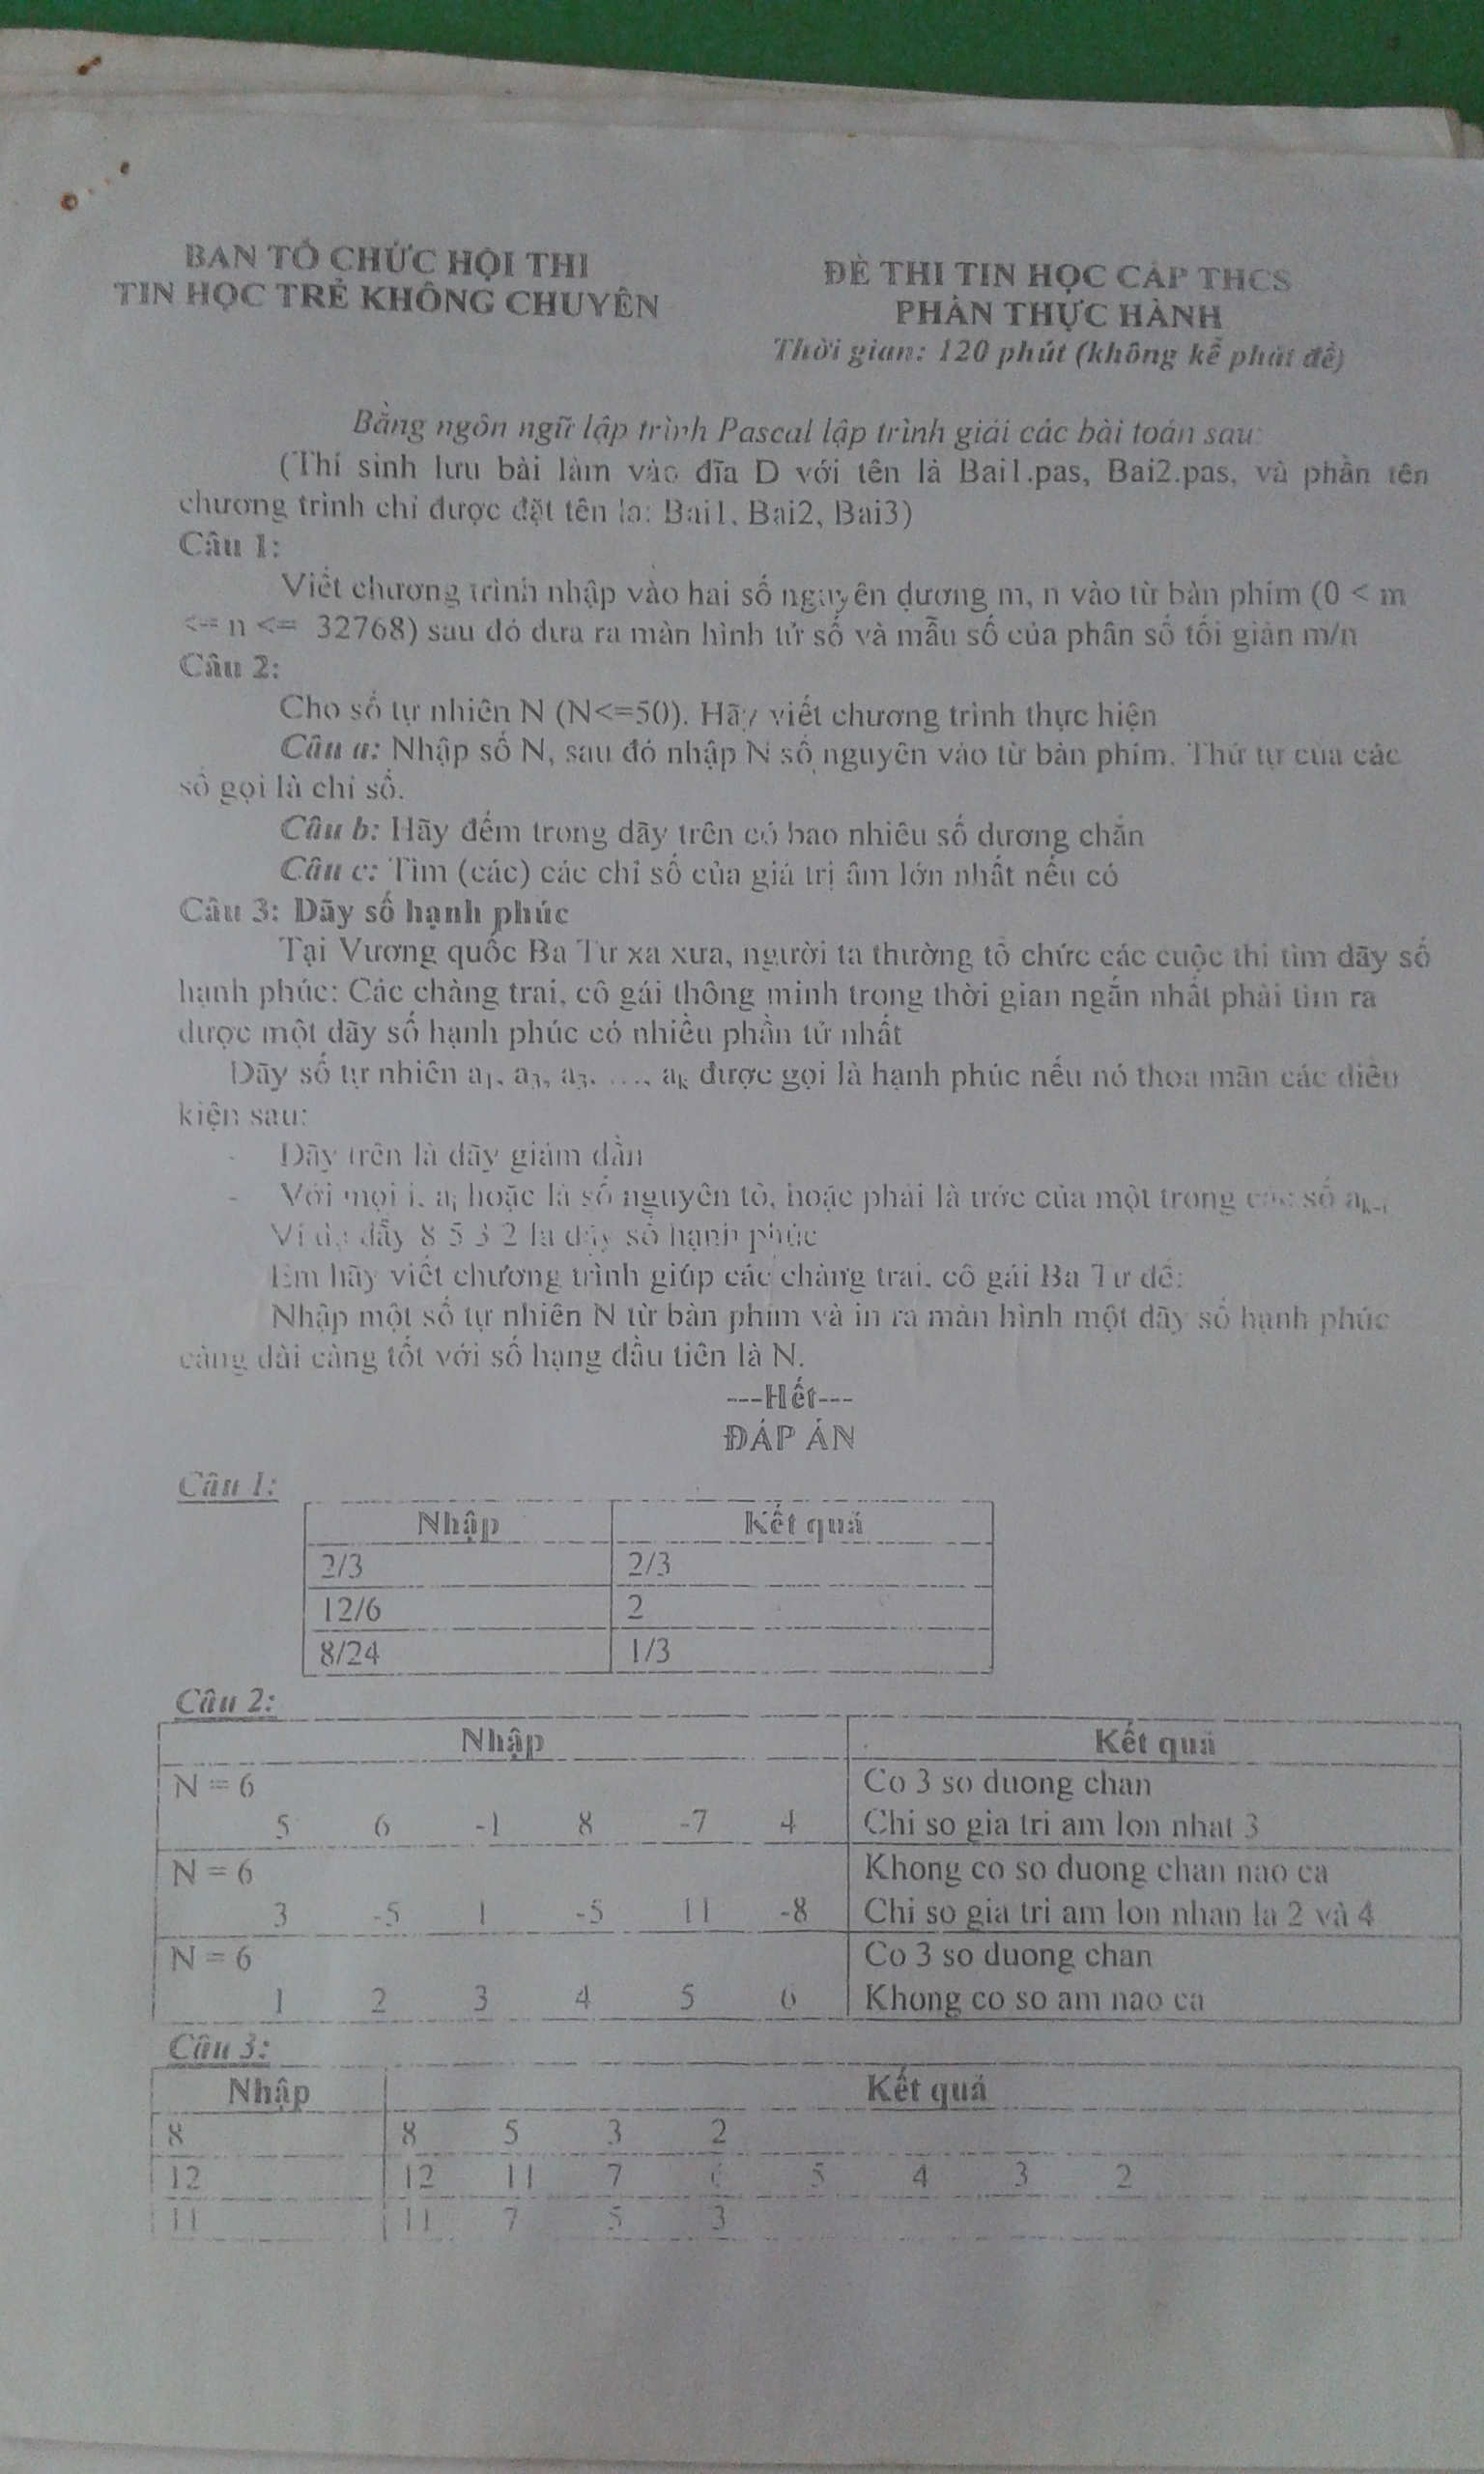 BAN TỔ CHỨC HỘI THI
TIN HỌC TRẺ KHÔNG CHUYÊN
ĐỀ THI TIN HỌC CẤP THCS
PHẦN THỰC HÀNH
Thời gian: 120 phút (không kể phát đề)
Bằng ngôn ngữ lập trình Pascal lập trình giải các bài toán sau:
(Thí sinh lưu bài làm vào đĩa D với tên là Bai1.pas, Bai2.pas, và phần tên
chương trình chỉ được đặt tên la: Bai1, Bai2, Bai3)
Câu 1:
Viết chương trình nhập vào hai số nguyên dương m, n vào từ bàn phím (0 < m
<= n <= 32768) sau đó đưa ra màn hình tử số và mẫu số của phân số tối giản m/n
Câu 2:
Cho số tự nhiên N (N<=50). Hãy viết chương trình thực hiện
Câu a: Nhập số N, sau đó nhập N số nguyên vào từ bàn phím. Thứ tự của các
số gọi là chỉ số.
Câu b: Hãy đếm trong dãy trên có bao nhiêu số dương chẵn
Câu c: Tìm (các) các chỉ số của giá trị âm lớn nhất nếu có
Câu 3: Dãy số hạnh phúc
Tại Vương quốc Ba Tư xa xưa, người ta thường tổ chức các cuộc thi tìm dãy số
hạnh phúc: Các chàng trai, cô gái thông minh trong thời gian ngắn nhất phải tìm ra
được một dãy số hạnh phúc có nhiều phần tử nhất
Dãy số tự nhiên a₁, a₃, a₃, …, aₖ được gọi là hạnh phúc nếu nó thoa mãn các điều
kiện sau:
- Dãy trên là dãy giảm dần
- Với mọi i, aᵢ hoặc là số nguyên tố, hoặc phải là ước của một trong các số aₖ₋₁
Ví dụ dãy 8 5 3 2 là dãy số hạnh phúc
Em hãy viết chương trình giúp các chàng trai, cô gái Ba Tư để:
Nhập một số tự nhiên N từ bàn phím và in ra màn hình một dãy số hạnh phúc
càng dài càng tốt với số hạng đầu tiên là N.
---Hết---
ĐÁP ÁN
Câu 1:
Nhập Kết quả
2/3 2/3
12/6 2
8/24 1/3
Câu 2:
Nhập Kết quả
N = 6 Co 3 so duong chan
5 6 -1 8 -7 4 Chi so gia tri am lon nhat 3
N = 6 Khong co so duong chan nao ca
3 -5 1 -5 11 -8 Chi so gia tri am lon nhan la 2 và 4
N = 6 Co 3 so duong chan
1 2 3 4 5 6 Khong co so am nao ca
Câu 3:
Nhập Kết quả
8 8 5 3 2
12 12 11 7 5 4 3 2
11 11 7 5 3